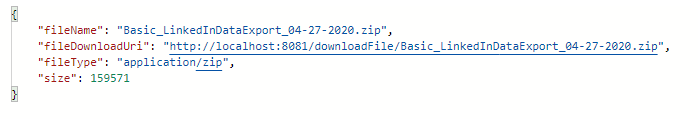 {
"fileName": "Basic_LinkedInDataExport_04-27-2020.zip",
"fileDownloadUri": "http://localhost:8081/downloadFile/Basic_LinkedInDataExport_04-27-2020.zip",
"fileType": "application/zip",
"size": 159571
}